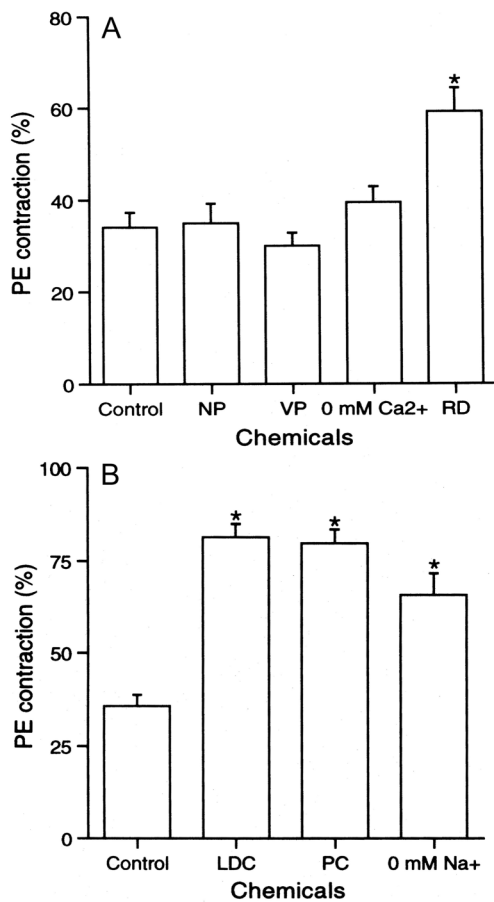 A
80
60
40
20
0
PE contraction (%)
*
Control NP VP 0 mM Ca2+ RD
Chemicals
B
100
75
50
25
0
PE contraction (%)
* * *
Control LDC PC 0 mM Na+
Chemicals